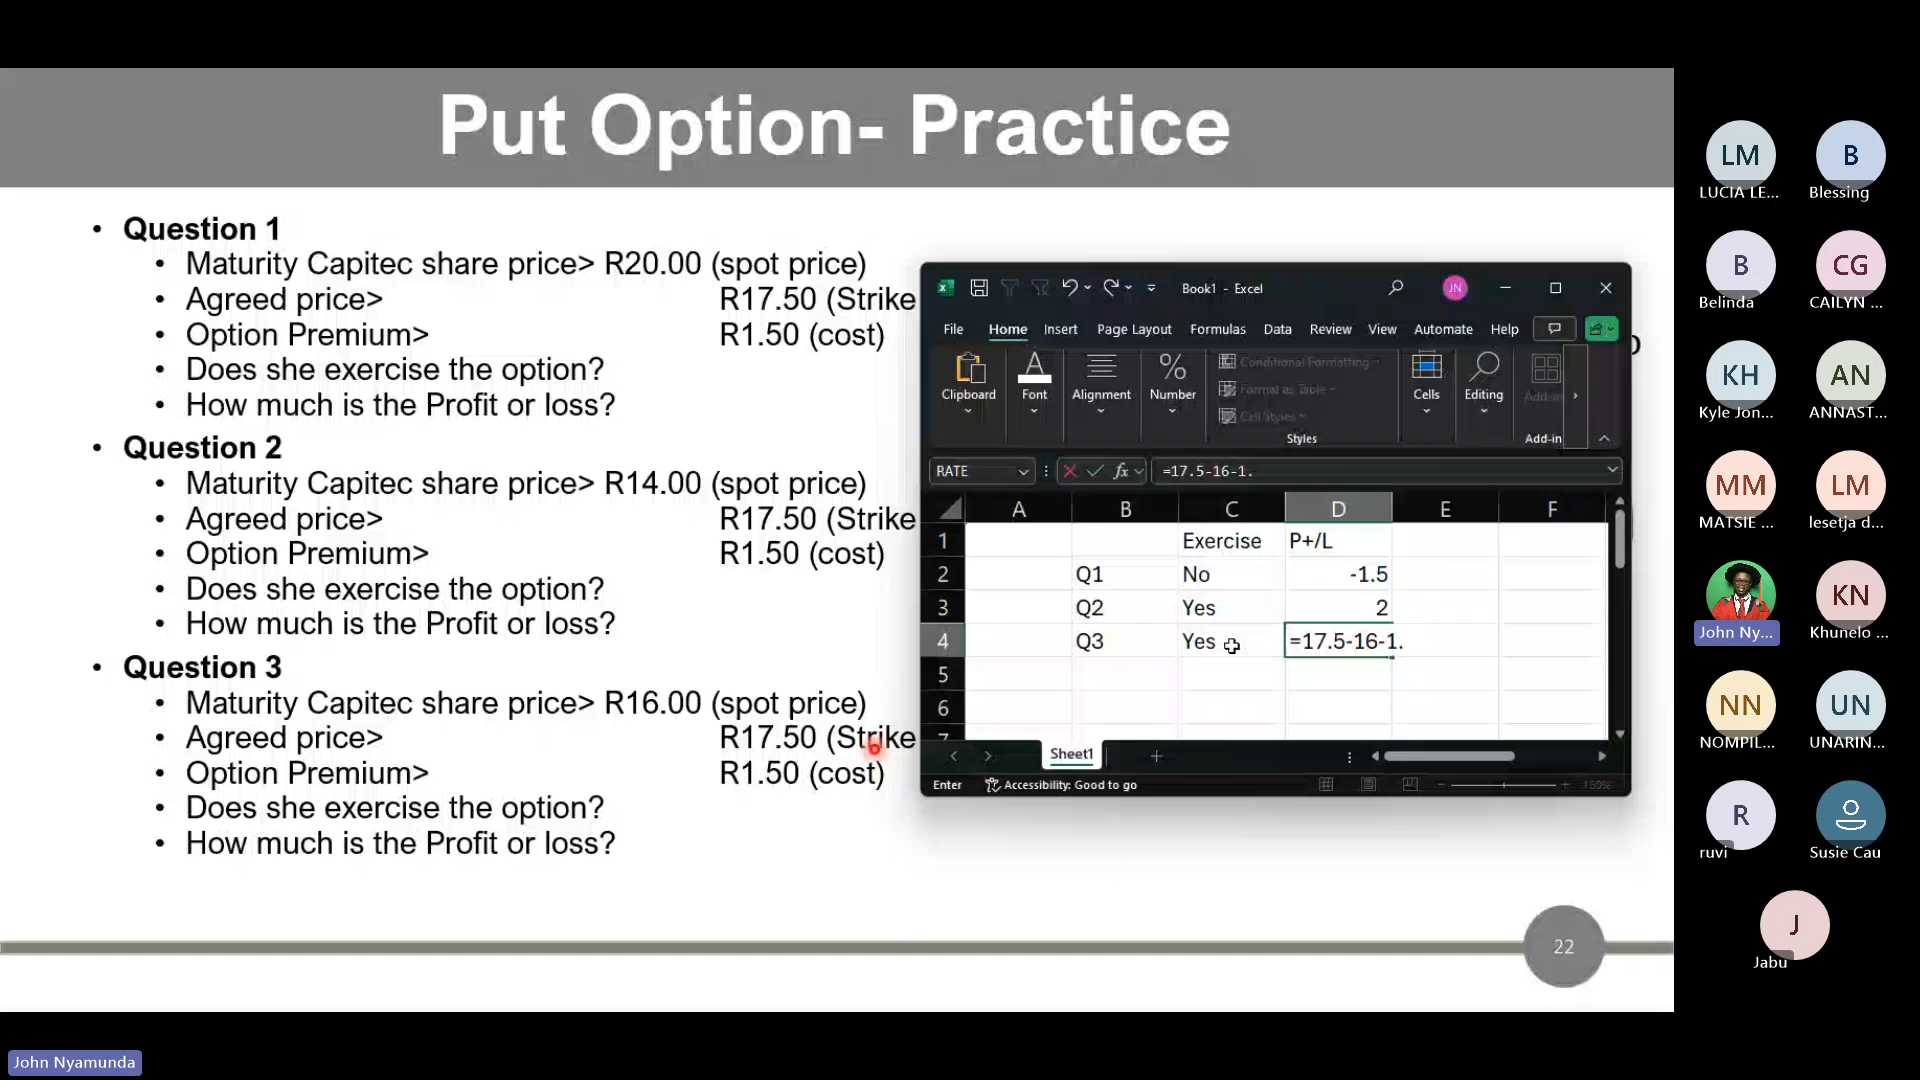 Put Option- Practice
• Question 1
• Maturity Capitec share price> R20.00 (spot price)
• Agreed price> R17.50 (Strike
• Option Premium> R1.50 (cost)
• Does she exercise the option?
• How much is the Profit or loss?
• Question 2
• Maturity Capitec share price> R14.00 (spot price)
• Agreed price> R17.50 (Strike
• Option Premium> R1.50 (cost)
• Does she exercise the option?
• How much is the Profit or loss?
• Question 3
• Maturity Capitec share price> R16.00 (spot price)
• Agreed price> R17.50 (Strike
• Option Premium> R1.50 (cost)
• Does she exercise the option?
• How much is the Profit or loss?
22
Book1 - Excel
JN
File Home Insert Page Layout Formulas Data Review View Automate Help
Clipboard Font Alignment Number
Conditional Formatting
Format as Table
Cell Styles
Styles
Cells Editing Add-in
Add-in
RATE fx =17.5-16-1.
A B C D E F
1 Exercise P+/L
2 Q1 No -1.5
3 Q2 Yes 2
4 Q3 Yes =17.5-16-1.
5
6
Sheet1
Enter Accessibility: Good to go 150%
LM B
LUCIA LE... Blessing
B CG
Belinda CAILYN ...
KH AN
Kyle Jon... ANNAST...
MM LM
MATSIE ... lesetja d...
KN
John Ny... Khunelo ...
NN UN
NOMPIL... UNARIN...
R
ruvi Susie Cau
J
Jabu
John Nyamunda